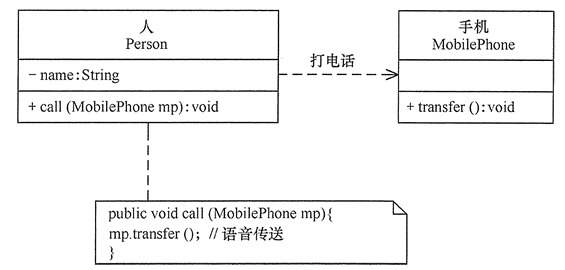 人
Person
- name:String
+ call (MobilePhone mp):void
打电话
手机
MobilePhone
+ transfer ():void
public void call (MobilePhone mp){
mp.transfer (); // 语音传送
}